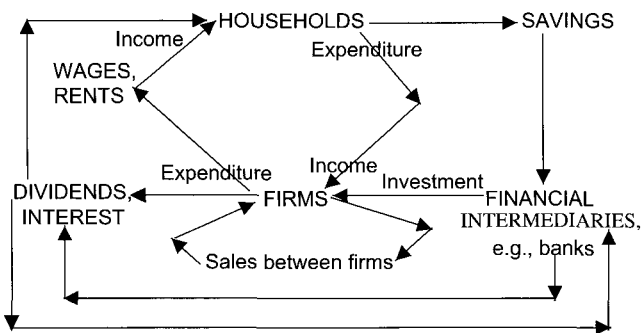 HOUSEHOLDS
SAVINGS
Income
Expenditure
WAGES,
RENTS
Expenditure
Income
Investment
DIVIDENDS,
INTEREST
FIRMS
FINANCIAL
INTERMEDIARIES,
e.g., banks
Sales between firms